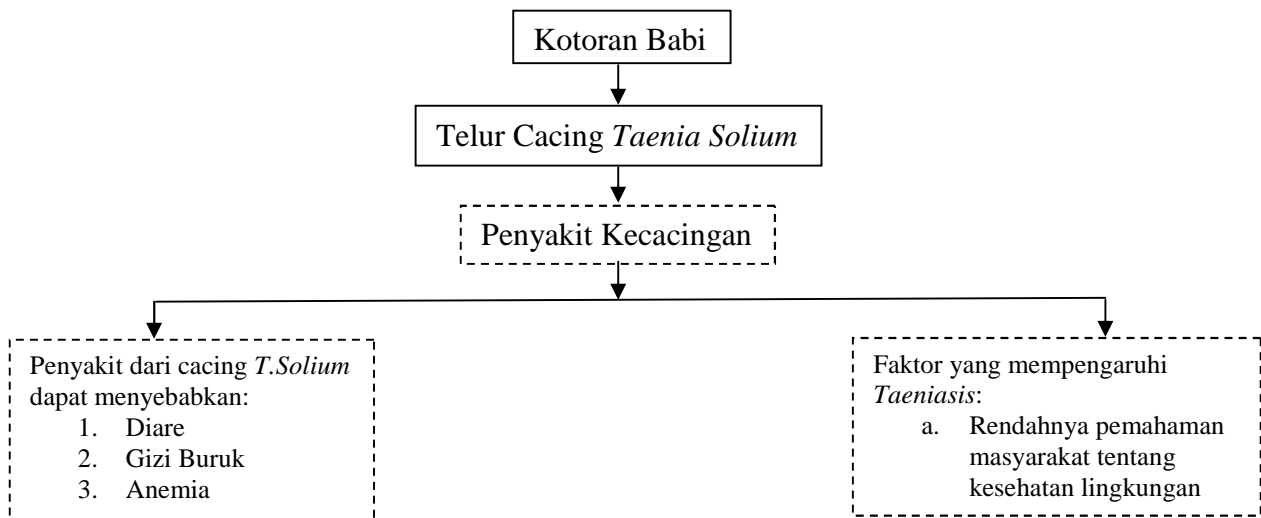 Kotoran Babi
Telur Cacing Taenia Solium
Penyakit Kecacingan
Penyakit dari cacing T.Solium
dapat menyebabkan:
1. Diare
2. Gizi Buruk
3. Anemia
Faktor yang mempengaruhi
Taeniasis:
a. Rendahnya pemahaman
masyarakat tentang
kesehatan lingkungan